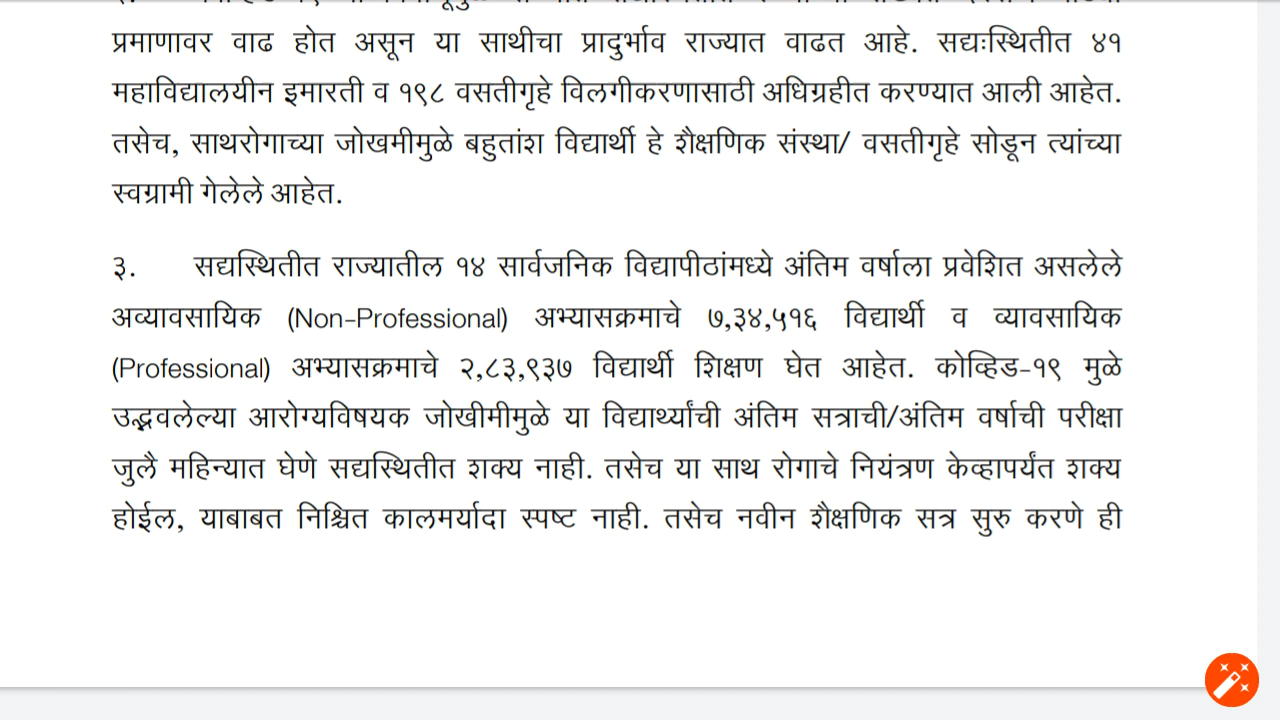 प्रमाणावर वाढ होत असून या साथीचा प्रादुर्भाव राज्यात वाढत आहे. सद्यःस्थितीत ४१
महाविद्यालयीन इमारती व १९८ वसतीगृहे विलगीकरणासाठी अधिग्रहीत करण्यात आली आहेत.
तसेच, साथरोगाच्या जोखमीमुळे बहुतांश विद्यार्थी हे शैक्षणिक संस्था/ वसतीगृहे सोडून त्यांच्या
स्वग्रामी गेलेले आहेत.
३. सद्यस्थितीत राज्यातील १४ सार्वजनिक विद्यापीठांमध्ये अंतिम वर्षाला प्रवेशित असलेले
अव्यावसायिक (Non-Professional) अभ्यासक्रमाचे ७,३४,५१६ विद्यार्थी व व्यावसायिक
(Professional) अभ्यासक्रमाचे २,८३,९३७ विद्यार्थी शिक्षण घेत आहेत. कोव्हिड-१९ मुळे
उद्भवलेल्या आरोग्यविषयक जोखीमीमुळे या विद्यार्थ्यांची अंतिम सत्राची/अंतिम वर्षाची परीक्षा
जुलै महिन्यात घेणे सद्यस्थितीत शक्य नाही. तसेच या साथ रोगाचे नियंत्रण केव्हापर्यंत शक्य
होईल, याबाबत निश्चित कालमर्यादा स्पष्ट नाही. तसेच नवीन शैक्षणिक सत्र सुरु करणे ही